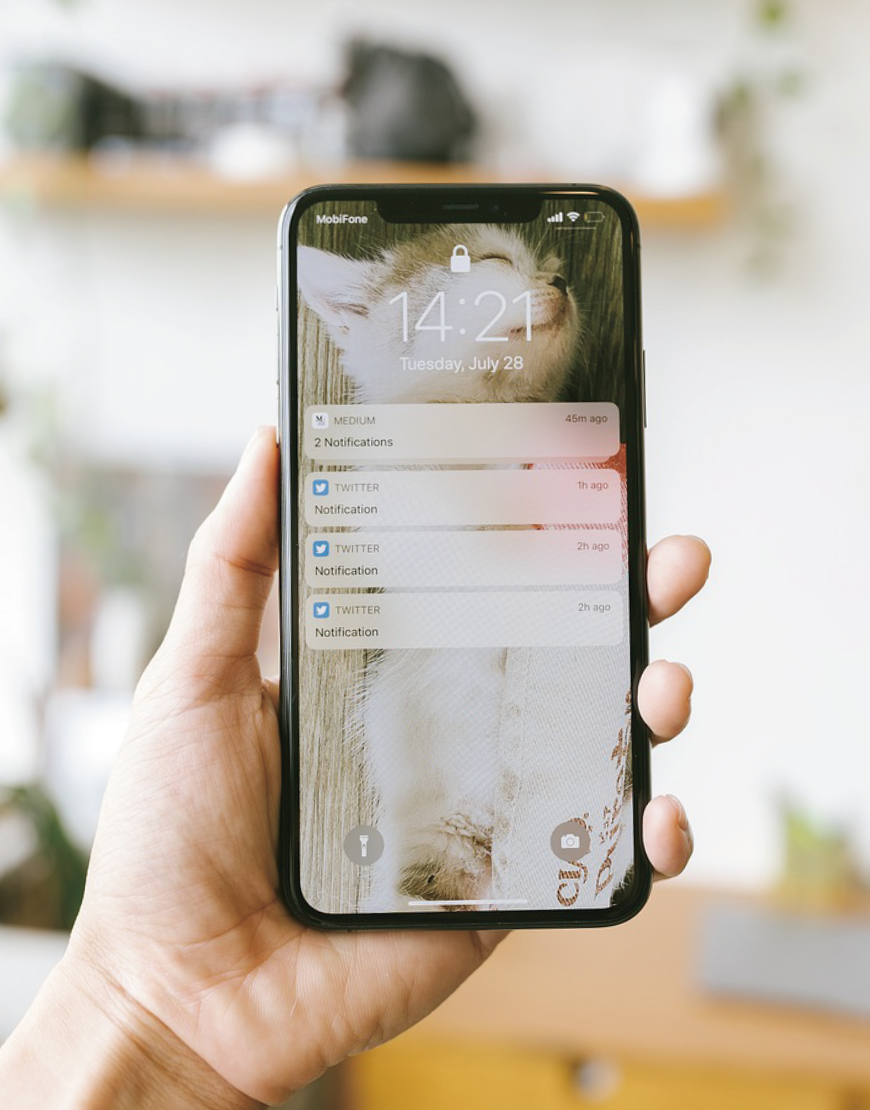 MobiFone
14:21
Tuesday, July 28
MEDIUM 45m ago
2 Notifications
TWITTER 1h ago
Notification
TWITTER 2h ago
Notification
TWITTER 2h ago
Notification